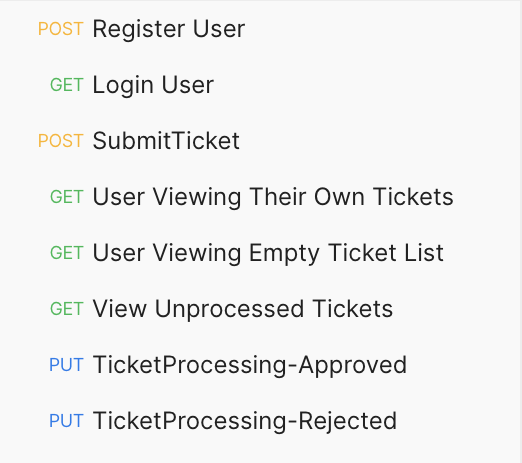 POST Register User
GET Login User
POST SubmitTicket
GET User Viewing Their Own Tickets
GET User Viewing Empty Ticket List
GET View Unprocessed Tickets
PUT TicketProcessing-Approved
PUT TicketProcessing-Rejected